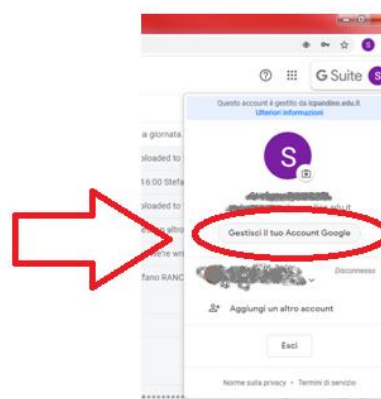 G Suite S
Questo account è gestito da icpandino.edu.it.
Ulteriori informazioni
a giornata.
S
ploaded to
16:00 Stefa
ploaded to
altro
Gestisci il tuo Account Google
e're wri
fano RANC
Disconnesso
Aggiungi un altro account
Esci
Norme sulla privacy • Termini di servizio